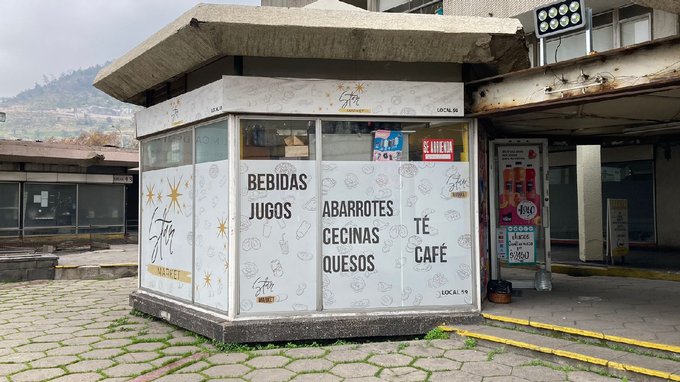 Star
MARKET
LOCAL 59
SE ARRIENDA
BEBIDAS
JUGOS
ABARROTES
CECINAS
QUESOS
TÉ
CAFÉ
Star
MARKET
Star
MARKET
Star
MARKET
LOCAL 59